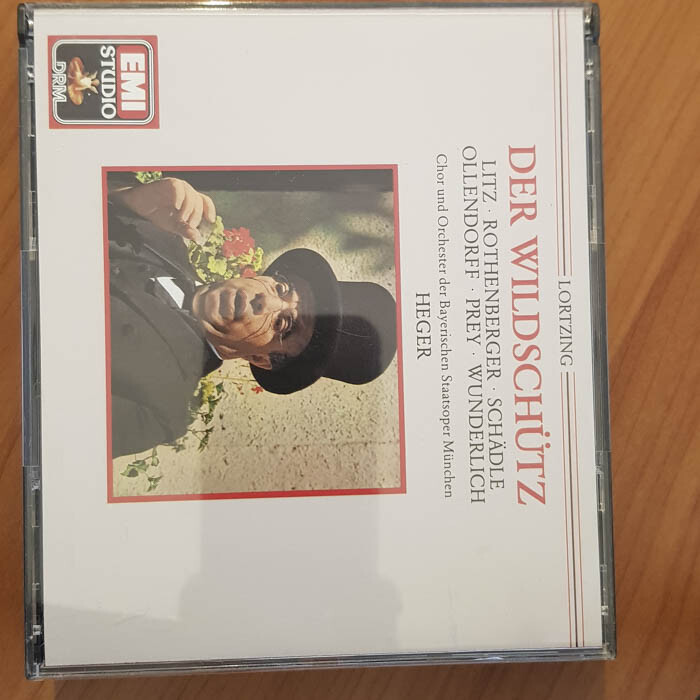 LORTZING
DER WILDSCHÜTZ
LITZ · ROTHENBERGER · SCHÄDLE
OLLENDORFF · PREY · WUNDERLICH
Chor und Orchester der Bayerischen Staatsoper München
HEGER
EMI
STUDIO
DRM